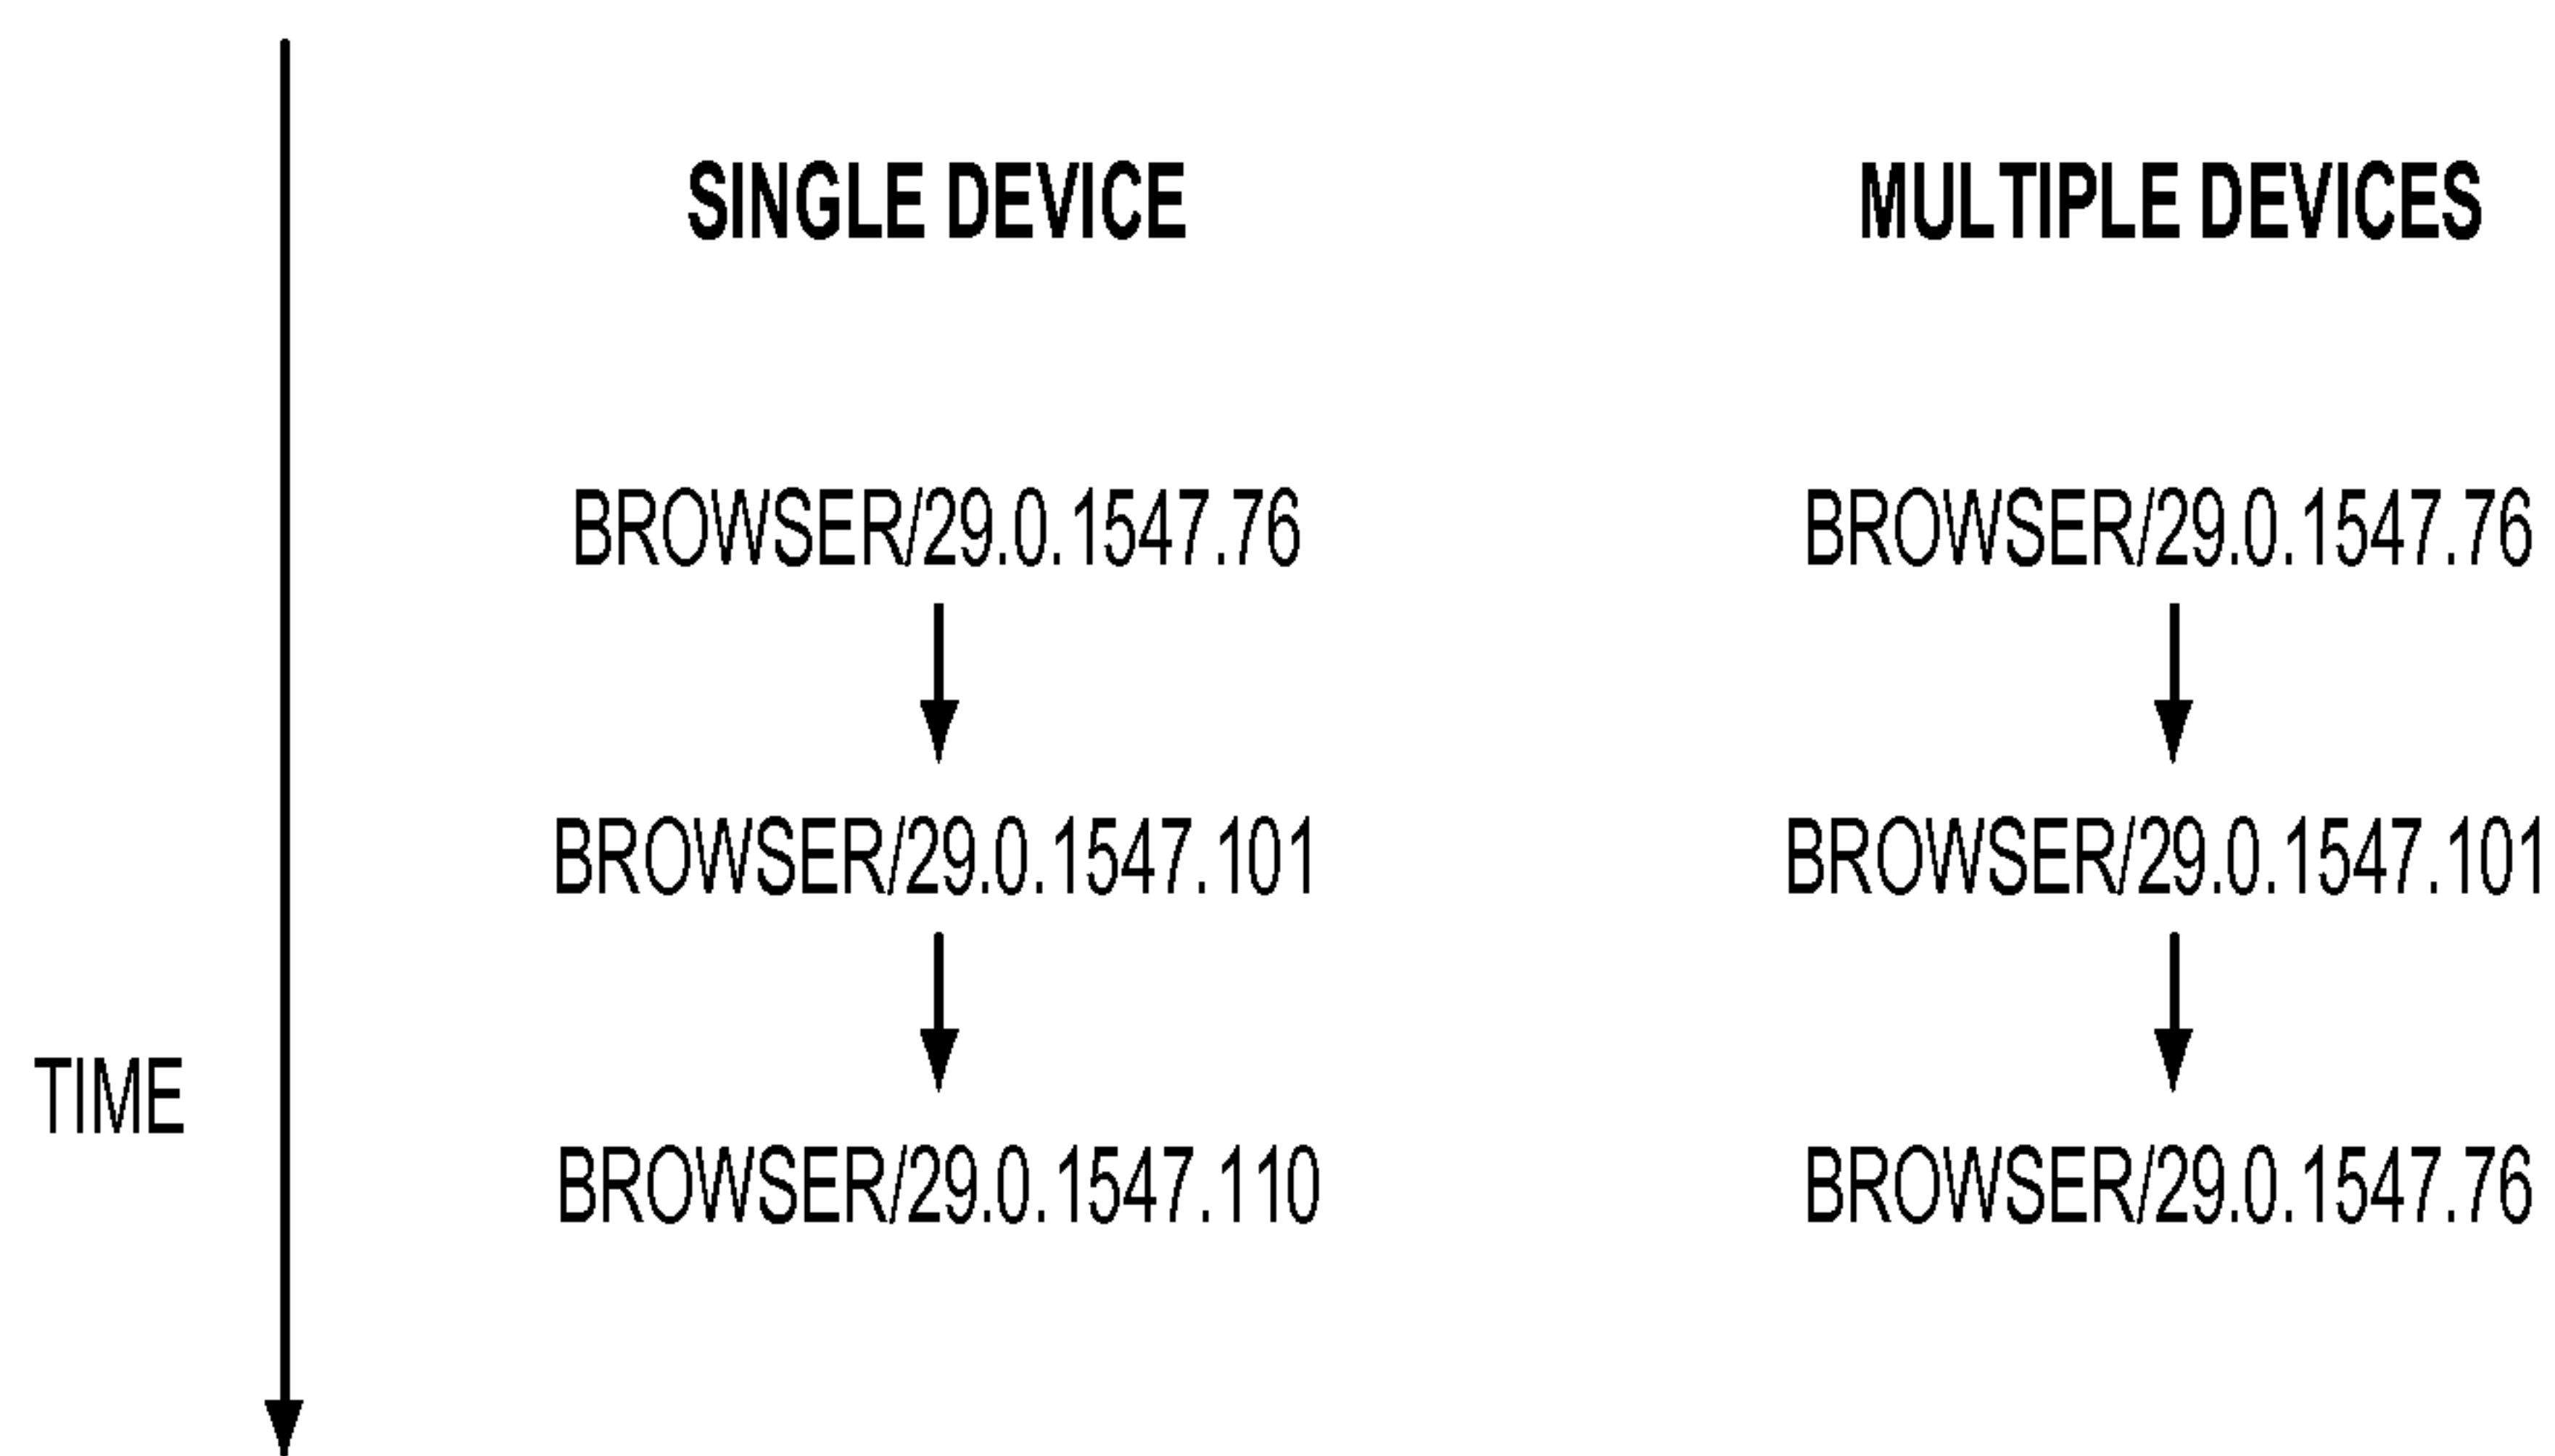 SINGLE DEVICE
MULTIPLE DEVICES
BROWSER/29.0.1547.76
BROWSER/29.0.1547.76
BROWSER/29.0.1547.101
BROWSER/29.0.1547.101
TIME
BROWSER/29.0.1547.110
BROWSER/29.0.1547.76